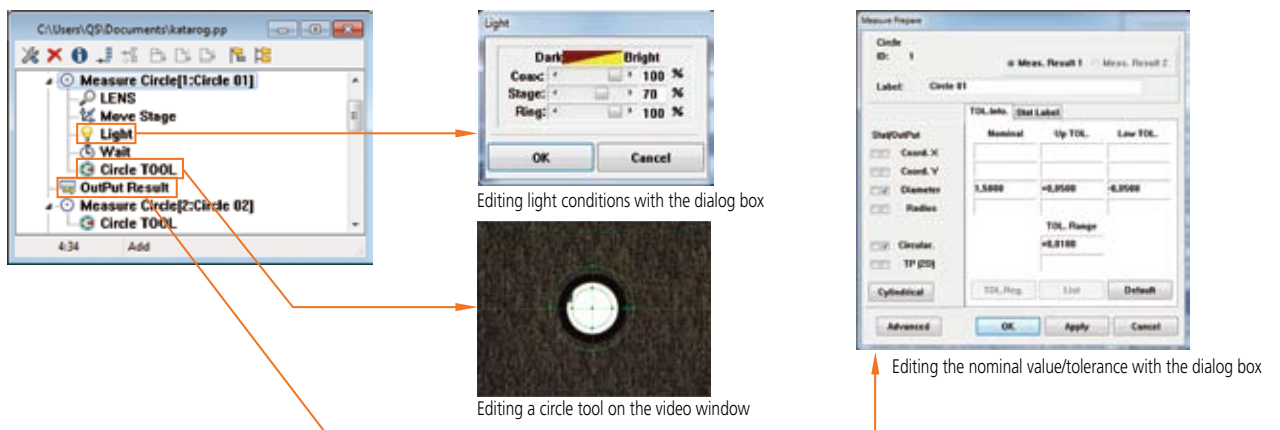 C:\Users\QS\Documents\katarog.pp
Measure Circle[1:Circle 01]
LENS
Move Stage
Light
Wait
Circle TOOL
OutPut Result
Measure Circle[2:Circle 02]
Circle TOOL
4:34 Add
Light
Dark Bright
Coax: 100 %
Stage: 70 %
Ring: 100 %
OK Cancel
Editing light conditions with the dialog box
Editing a circle tool on the video window
Measure Prepare
Circle
ID: 1
Meas. Result 1 Meas. Result 2
Label: Circle 01
TOL.Info. Stat Label
Stat/OutPut Nominal Up TOL. Low TOL.
Coord. X
Coord. Y
Diameter 1.5000 +0.0500 -0.0500
Radius
TOL. Range
Circular. +0.0100
TP (2D)
Cylindrical TOL.Reg. List Default
Advanced OK Apply Cancel
Editing the nominal value/tolerance with the dialog box